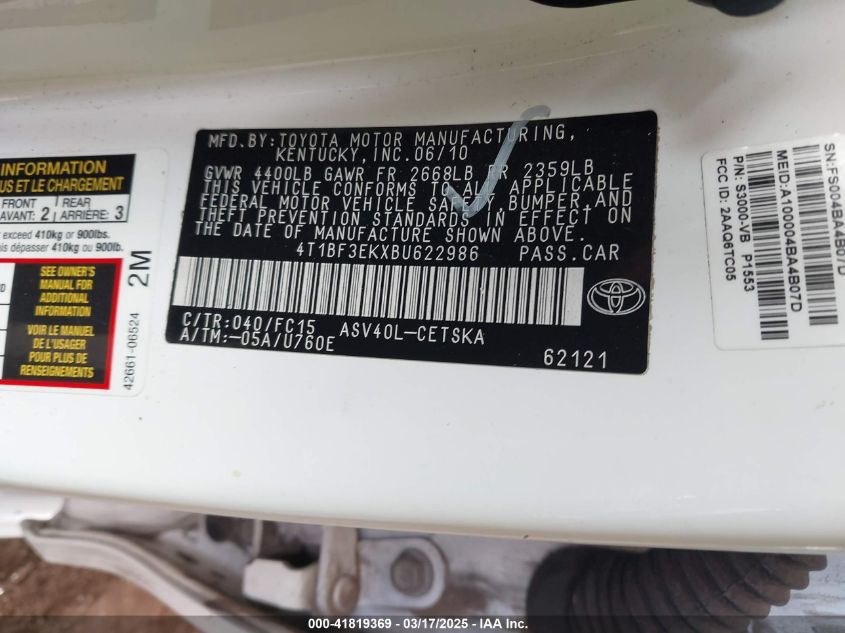 MFD.BY:TOYOTA MOTOR MANUFACTURING,
KENTUCKY, INC.06/10
GVWR 4400LB GAWR FR 2668LB RR 2359LB
THIS VEHICLE CONFORMS TO ALL APPLICABLE
FEDERAL MOTOR VEHICLE SAFETY, BUMPER, AND
THEFT PREVENTION STANDARDS IN EFFECT ON
THE DATE OF MANUFACTURE SHOWN ABOVE.
4T1BF3EKXBU622986 PASS.CAR
C/TR:040/FC15 ASV40L-CETSKA
A/TM:-05A/U760E
62121
INFORMATION
US ET LE CHARGEMENT
FRONT
AVANT: 2
REAR
ARRIÈRE: 3
exceed 410kg or 900lbs.
dépasser 410kg ou 900lb.
SEE OWNER'S
MANUAL FOR
ADDITIONAL
INFORMATION
VOIR LE MANUEL
DE L'USAGER
POUR PLUS DE
RENSEIGNEMENTS
2M
42661-06524
SN:FS004BA4B07D
MEID:A100004BA4B07D
P/N: S3000-VB P1553
FCC ID: 2AAQ6TC05
000-41819369 - 03/17/2025 - IAA Inc.